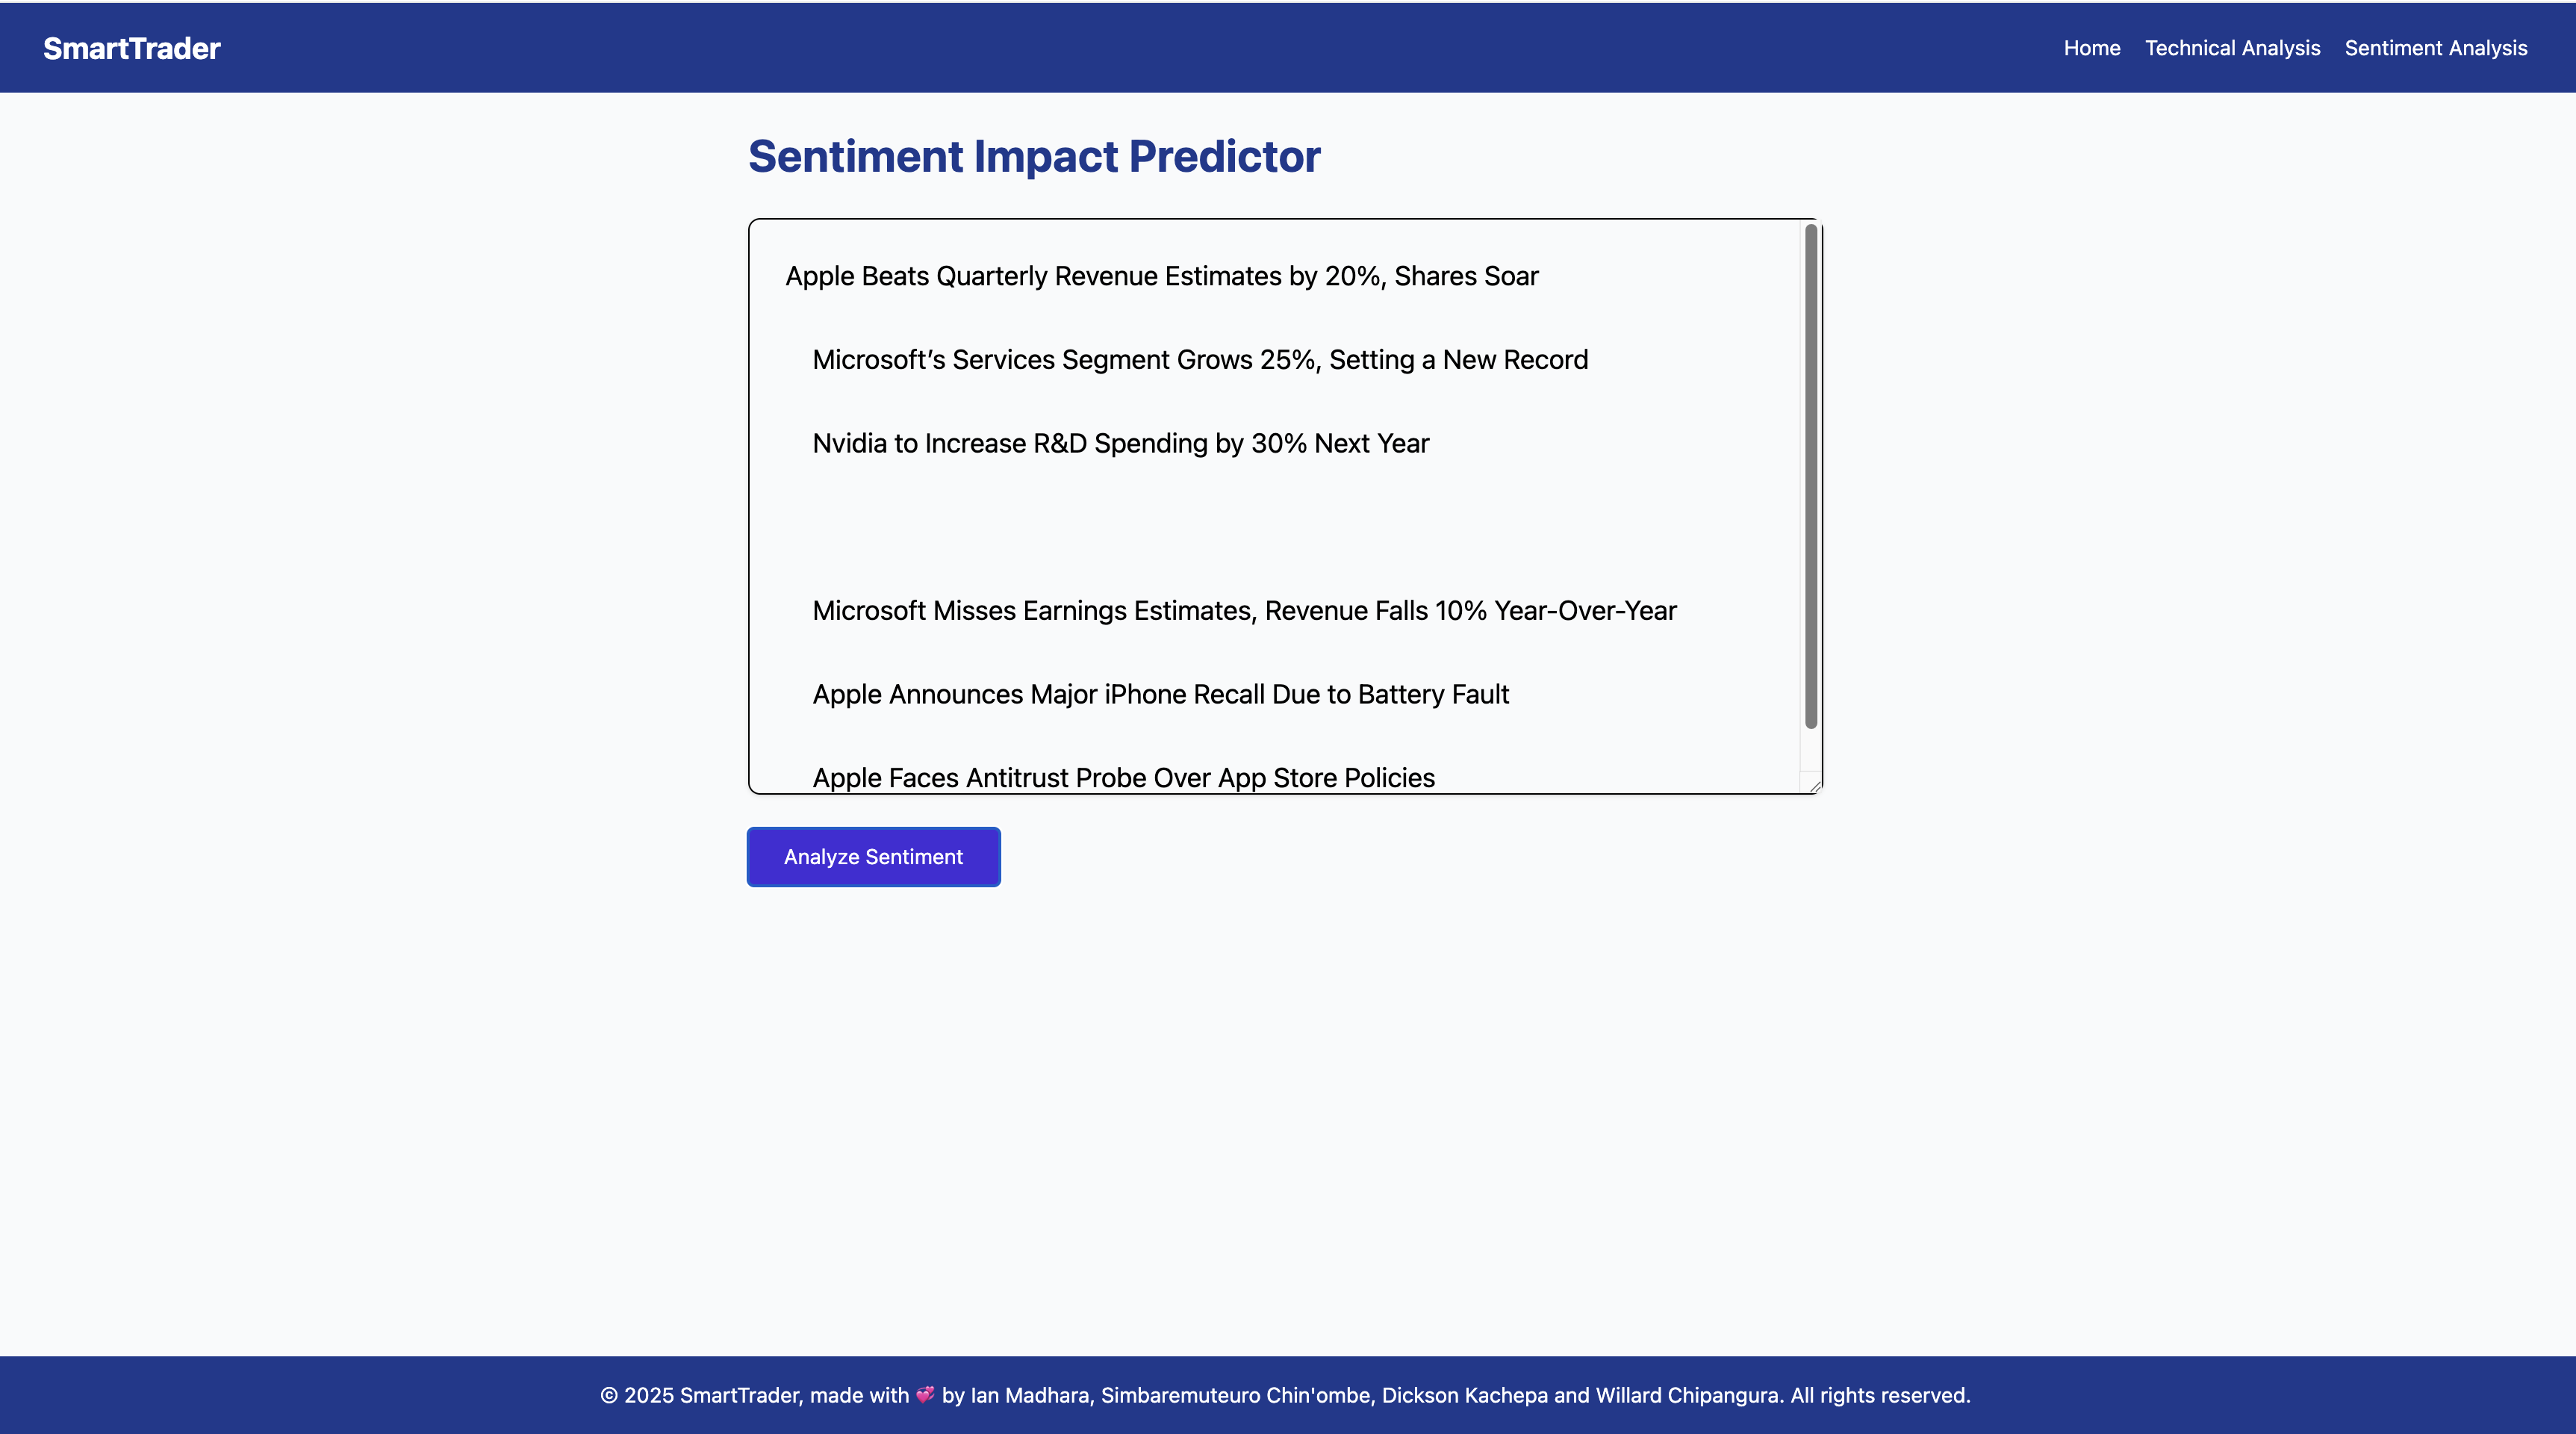 SmartTrader
Home Technical Analysis Sentiment Analysis
Sentiment Impact Predictor
Apple Beats Quarterly Revenue Estimates by 20%, Shares Soar
Microsoft’s Services Segment Grows 25%, Setting a New Record
Nvidia to Increase R&D Spending by 30% Next Year
Microsoft Misses Earnings Estimates, Revenue Falls 10% Year-Over-Year
Apple Announces Major iPhone Recall Due to Battery Fault
Apple Faces Antitrust Probe Over App Store Policies
Analyze Sentiment
© 2025 SmartTrader, made with 💞 by Ian Madhara, Simbaremuteuro Chin'ombe, Dickson Kachepa and Willard Chipangura. All rights reserved.